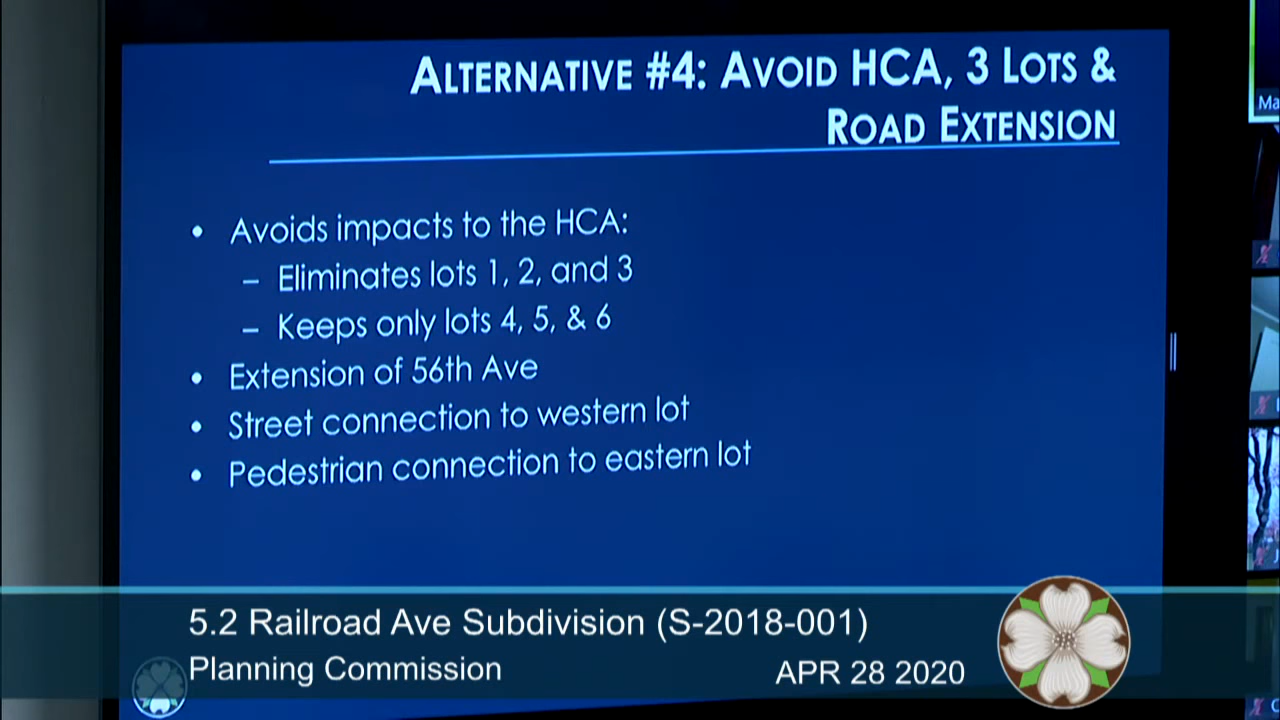 ALTERNATIVE #4: AVOID HCA, 3 LOTS &
ROAD EXTENSION
• Avoids impacts to the HCA:
– Eliminates lots 1, 2, and 3
– Keeps only lots 4, 5, & 6
• Extension of 56th Ave
• Street connection to western lot
• Pedestrian connection to eastern lot
5.2 Railroad Ave Subdivision (S-2018-001)
Planning Commission
APR 28 2020
Ma